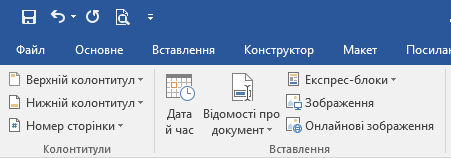 Файл Основне Вставлення Конструктор Макет
Верхній колонтитул
Нижній колонтитул
Номер сторінки
Колонтитули
Дата
й час
Відомості про
документ
Експрес-блоки
Зображення
Онлайнові зображення
Вставлення